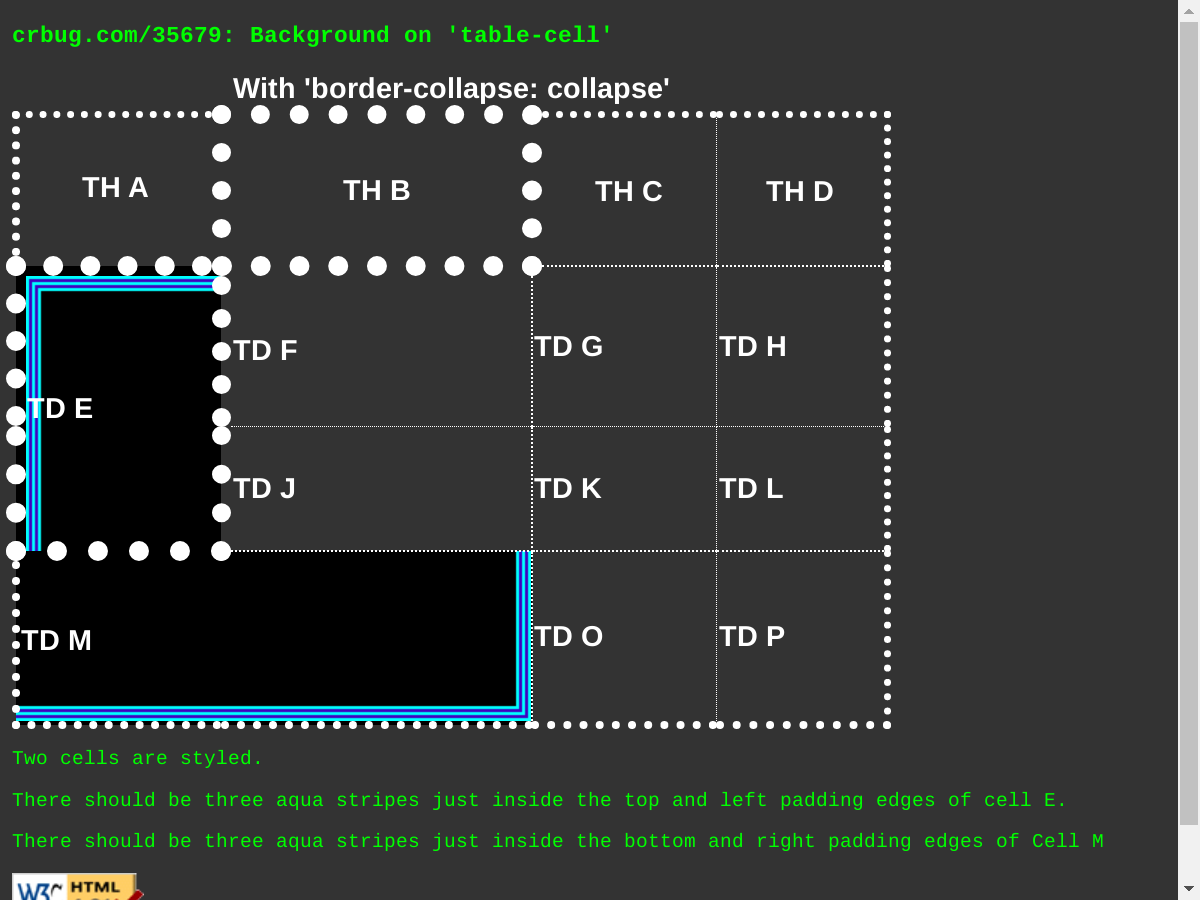 crbug.com/35679: Background on 'table-cell'
With 'border-collapse: collapse'
TH A TH B TH C TH D
TD E TD F TD G TD H
TD J TD K TD L
TD M TD O TD P
Two cells are styled.
There should be three aqua stripes just inside the top and left padding edges of cell E.
There should be three aqua stripes just inside the bottom and right padding edges of Cell M
W3C HTML